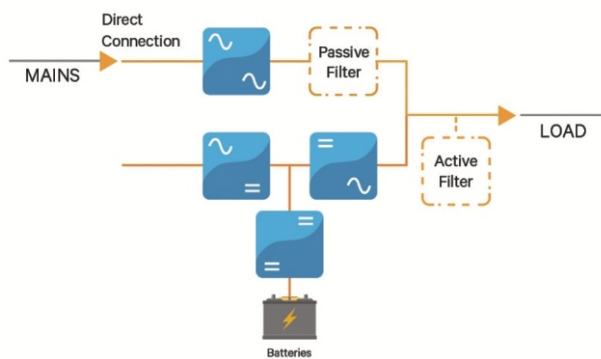 Direct
Connection
MAINS
Passive
Filter
LOAD
Active
Filter
Batteries